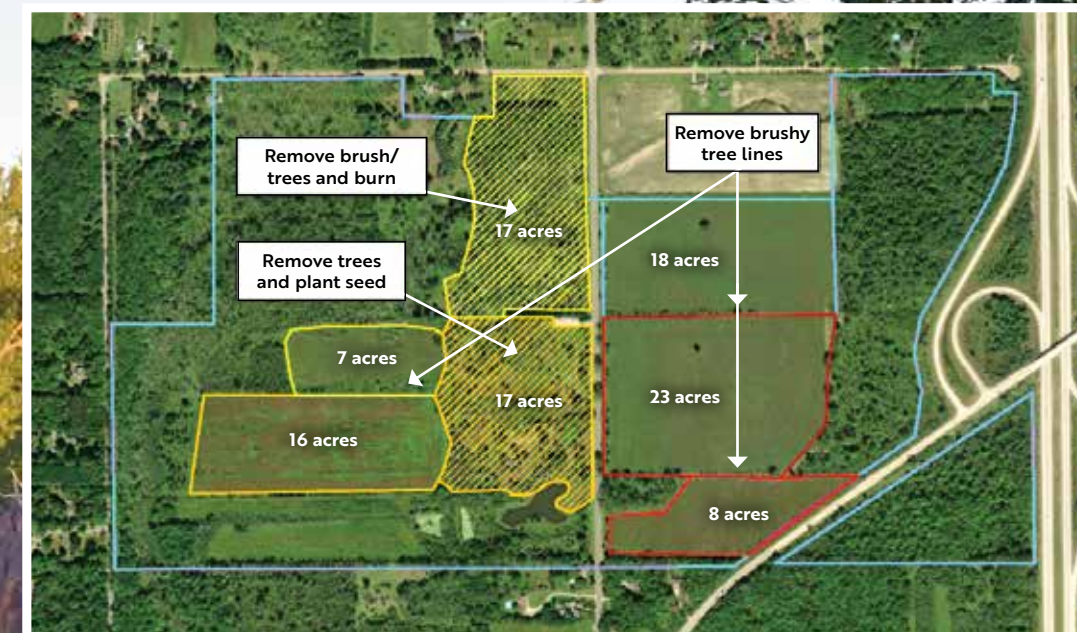 Remove brushy
tree lines
Remove brush/
trees and burn
17 acres
Remove trees
and plant seed
18 acres
7 acres
17 acres
23 acres
16 acres
8 acres